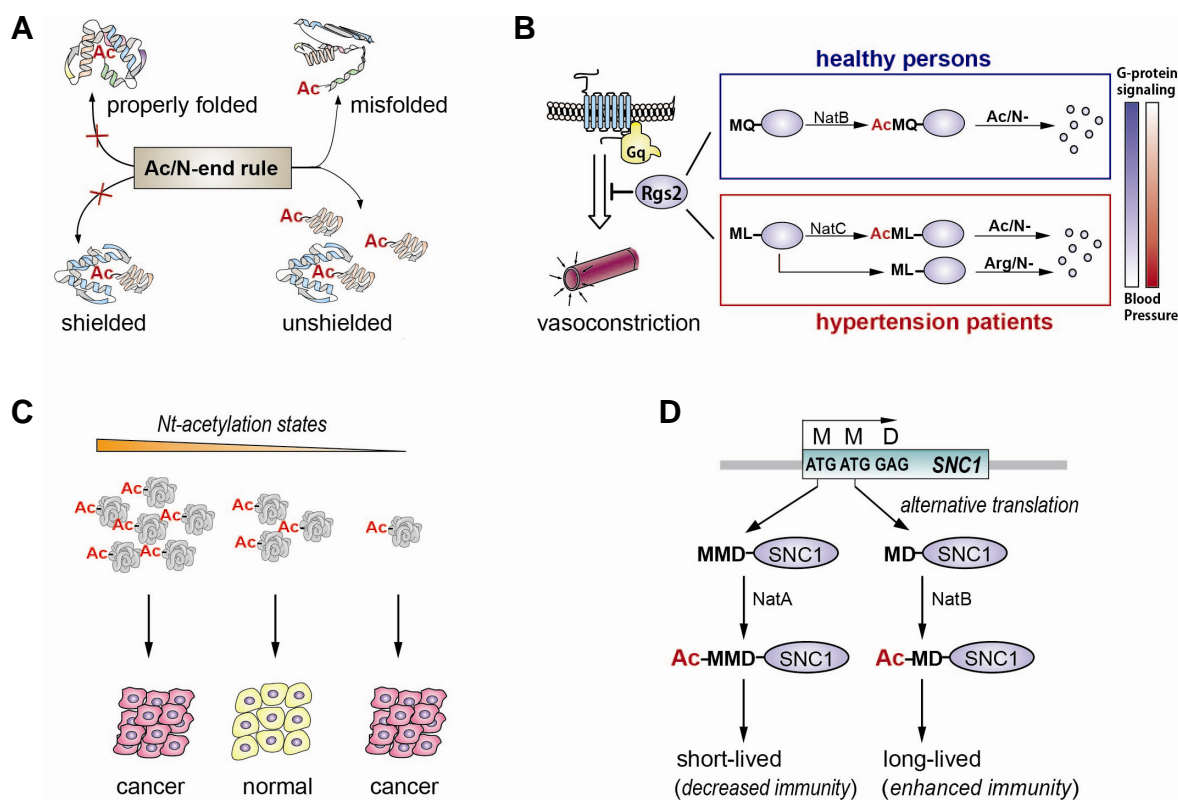 A
Ac
properly folded
Ac
misfolded
Ac/N-end rule
Ac
shielded
Ac
Ac
Ac
unshielded
B
healthy persons
MQ
NatB
AcMQ
Ac/N-
Gq
Rgs2
ML
NatC
AcML
Ac/N-
ML
Arg/N-
hypertension patients
vasoconstriction
G-protein
signaling
Blood
Pressure
C
Nt-acetylation states
Ac
Ac
Ac
Ac
Ac
Ac
Ac
Ac
Ac
Ac
cancer
normal
cancer
D
M M D
ATG ATG GAG SNC1
alternative translation
MMD SNC1
MD SNC1
NatA
NatB
Ac-MMD SNC1
Ac-MD SNC1
short-lived
(decreased immunity)
long-lived
(enhanced immunity)